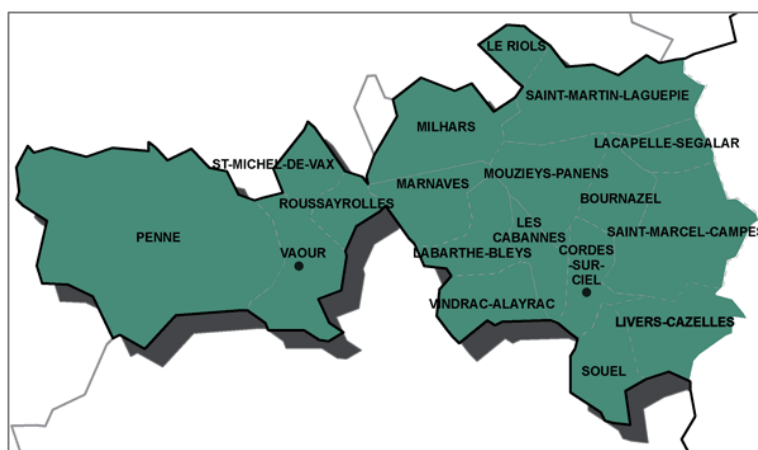 LE RIOLS
SAINT-MARTIN-LAGUEPIE
MILHARS
LACAPELLE-SEGALAR
ST-MICHEL-DE-VAX
MOUZIEYS-PANENS
MARNAVES
BOURNAZEL
ROUSSAYROLLES
LES
CABANNES
SAINT-MARCEL-CAMPES
PENNE
VAOUR
LABARTHE-BLEYS
CORDES
-SUR-
CIEL
VINDRAC-ALAYRAC
LIVERS-CAZELLES
SOUEL